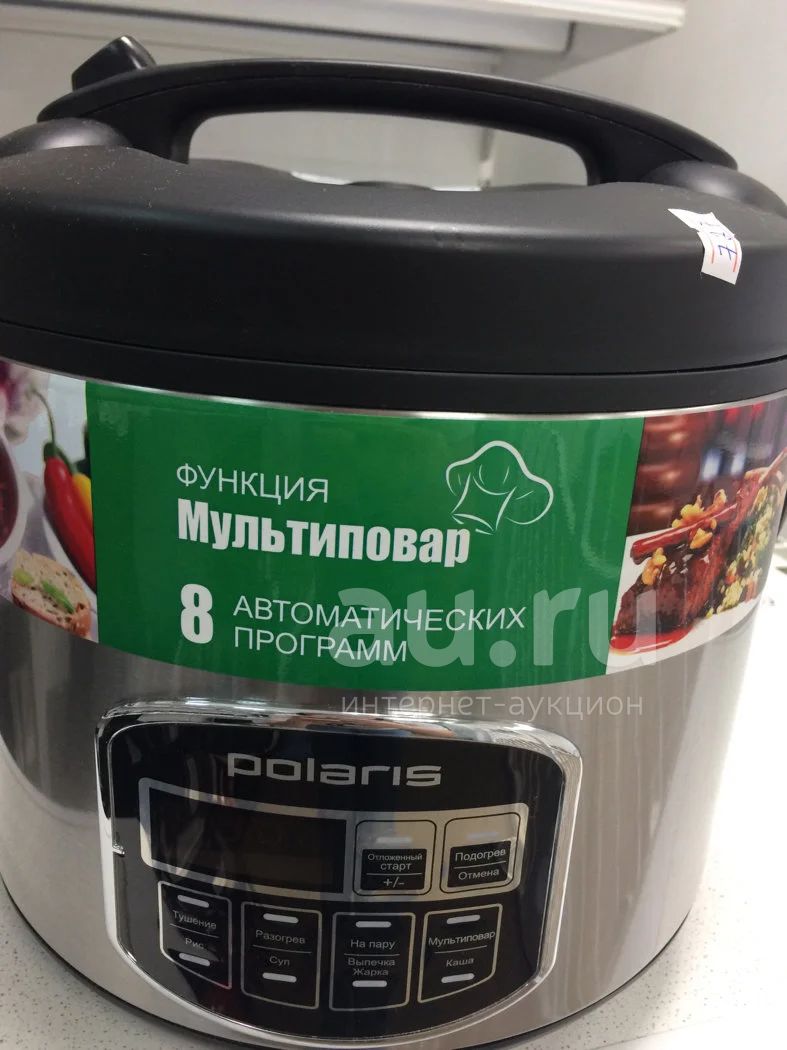 ФУНКЦИЯ
Мультиповар
8 АВТОМАТИЧЕСКИХ
ПРОГРАММ
au.ru
интернет-аукцион
polaris
Отложенный
старт
+/-
Подогрев
Отмена
Тушение
Рис
Разогрев
Суп
На пару
Выпечка
Жарка
Мультиповар
Каша